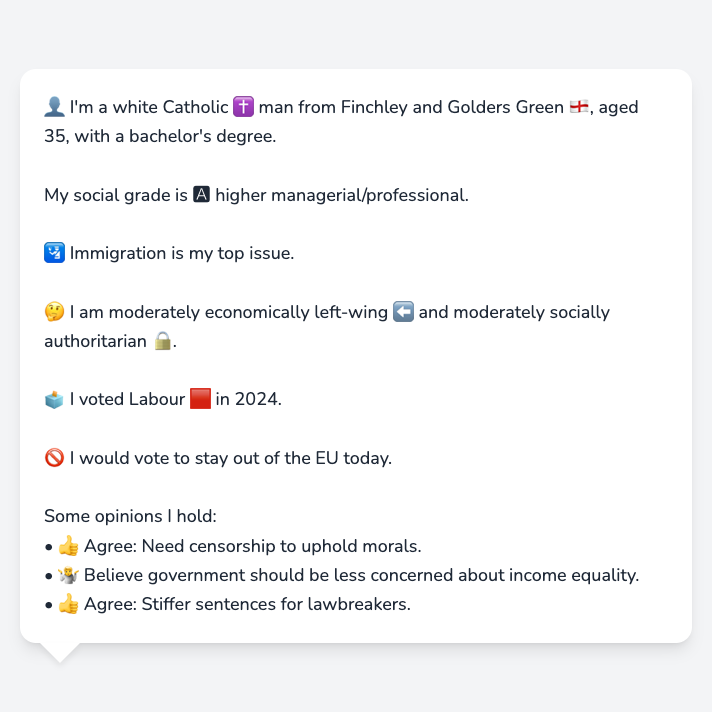 👤 I'm a white Catholic ✝️ man from Finchley and Golders Green 🏴󠁧󠁢󠁥󠁮󠁧󠁿, aged
35, with a bachelor's degree.
My social grade is 🅰 higher managerial/professional.
🛂 Immigration is my top issue.
🤔 I am moderately economically left-wing ⬅️ and moderately socially
authoritarian 🔒.
🗳️ I voted Labour 🟥 in 2024.
🚫 I would vote to stay out of the EU today.
Some opinions I hold:
• 👍 Agree: Need censorship to uphold morals.
• 🤷 Believe government should be less concerned about income equality.
• 👍 Agree: Stiffer sentences for lawbreakers.